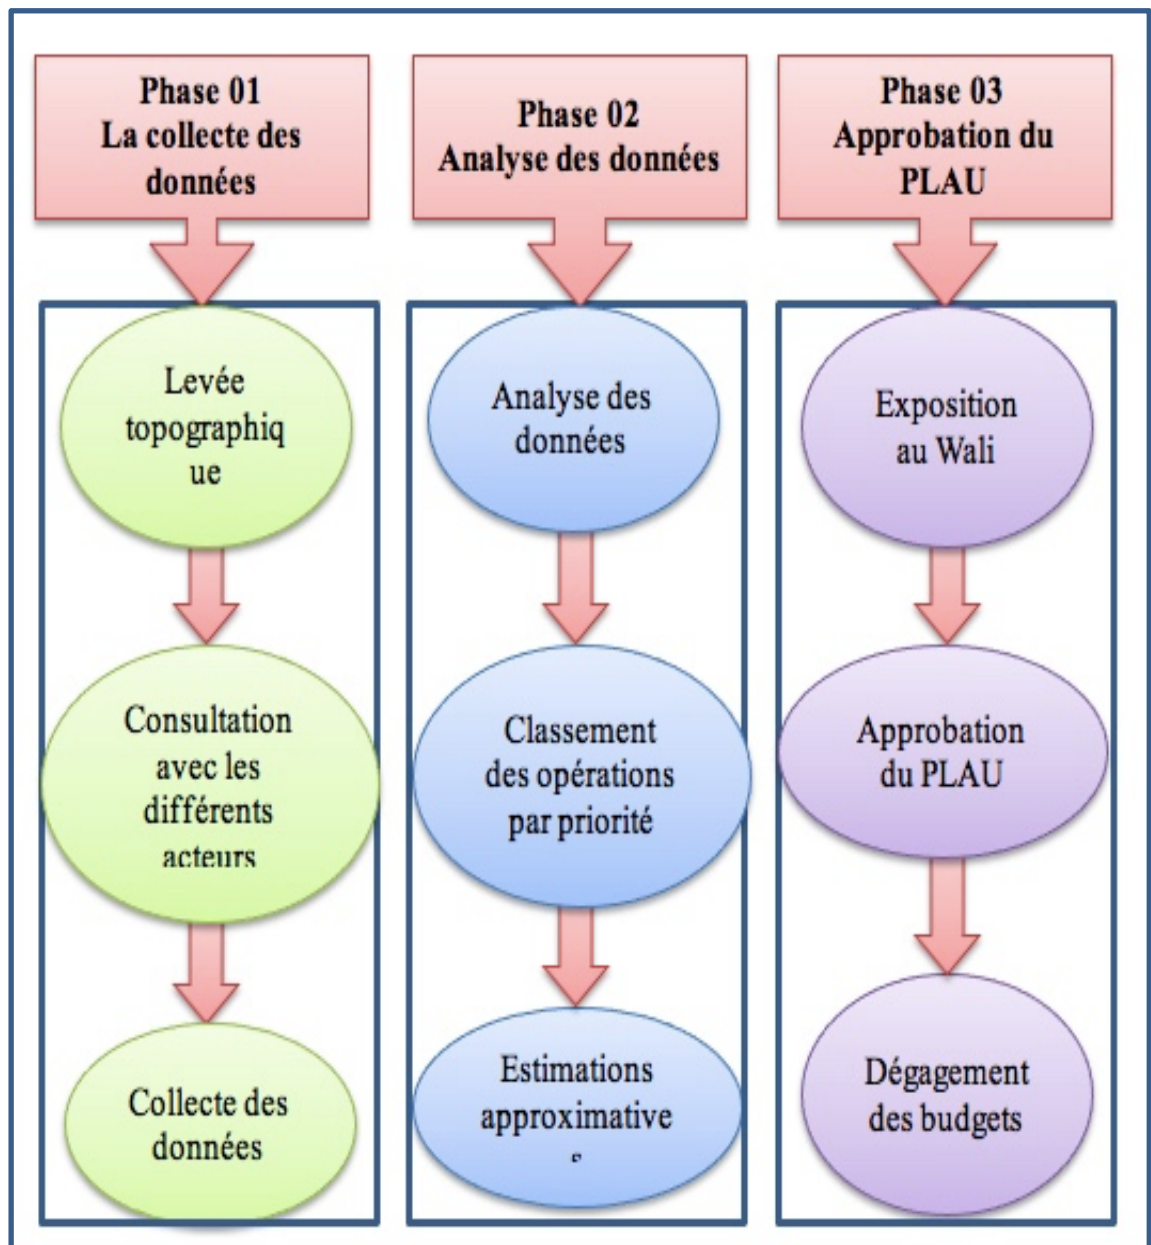 Phase 01
La collecte des
données
Levée
topographiq
ue
Consultation
avec les
différents
acteurs
Collecte des
données
Phase 02
Analyse des données
Analyse des
données
Classement
des opérations
par priorité
Estimations
approximative
s
Phase 03
Approbation du
PLAU
Exposition
au Wali
Approbation
du PLAU
Dégagement
des budgets